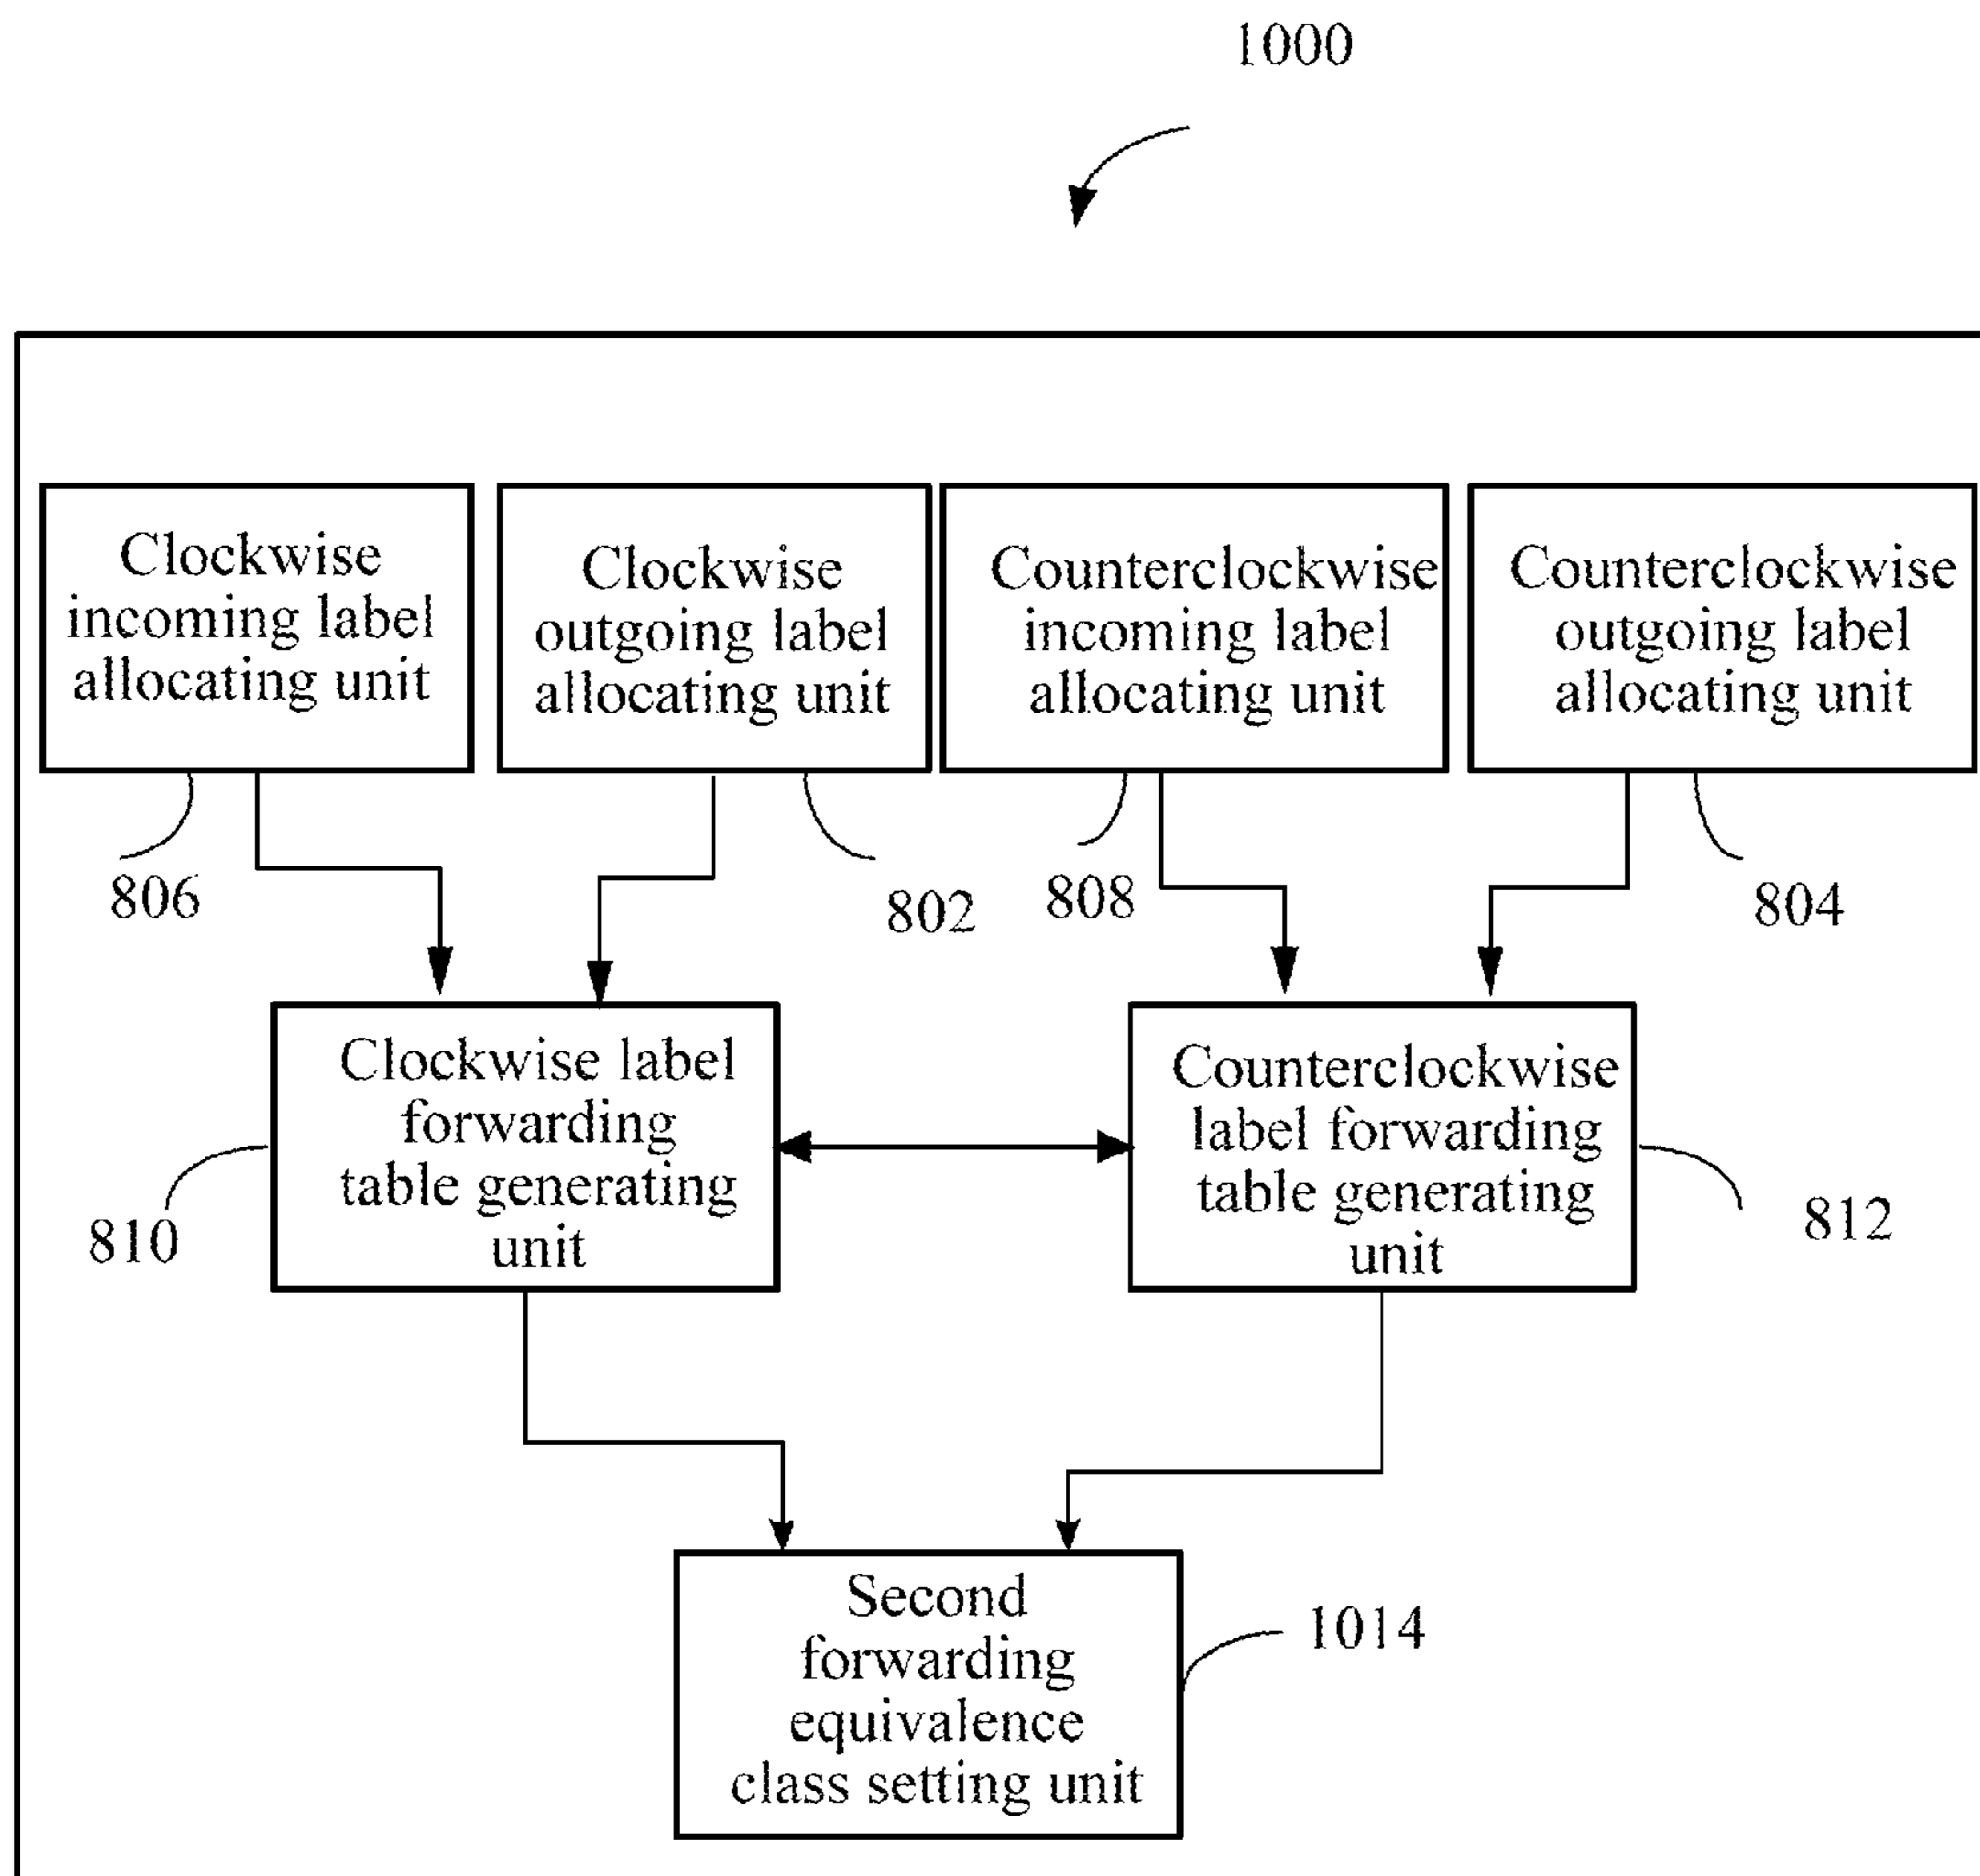 1000
Clockwise
incoming label
allocating unit
Clockwise
outgoing label
allocating unit
Counterclockwise
incoming label
allocating unit
Counterclockwise
outgoing label
allocating unit
806
802
808
804
Clockwise label
forwarding
table generating
unit
Counterclockwise
label forwarding
table generating
unit
810
812
Second
forwarding
equivalence
class setting unit
1014